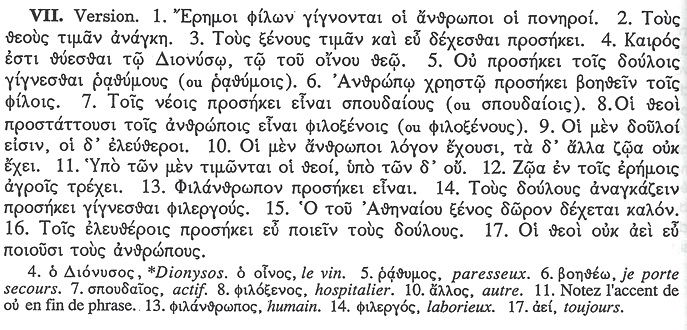 VII. Version. 1. Ἔρημοι φίλων γίγνονται οἱ ἄνθρωποι οἱ πονηροί. 2. Τοὺς
θεοὺς τιμᾶν ἀνάγκη. 3. Τοὺς ξένους τιμᾶν καὶ εὖ δέχεσθαι προσήκει. 4. Καιρός
ἐστι θύεσθαι τῷ Διονύσῳ, τῷ τοῦ οἴνου θεῷ. 5. Οὐ προσήκει τοῖς δούλοις
γίγνεσθαι ῥᾳθύμους (ou ῥᾳθύμοις). 6. Ἀνθρώπῳ χρηστῷ προσήκει βοηθεῖν τοῖς
φίλοις. 7. Τοῖς νέοις προσήκει εἶναι σπουδαίους (ou σπουδαίοις). 8.Οἱ θεοὶ
προστάττουσι τοῖς ἀνθρώποις εἶναι φιλοξένοις (ou φιλοξένους). 9. Οἱ μὲν δοῦλοί
εἰσιν, οἱ δ’ ἐλεύθεροι. 10. Οἱ μὲν ἄνθρωποι λόγον ἔχουσι, τὰ δ’ ἄλλα ζῷα οὐκ
ἔχει. 11. Ὑπὸ τῶν μὲν τιμῶνται οἱ θεοί, ὑπὸ τῶν δ’ οὔ. 12. Ζῷα ἐν τοῖς ἐρήμοις
ἀγροῖς τρέχει. 13. Φιλάνθρωπον προσήκει εἶναι. 14. Τοὺς δούλους ἀναγκάζειν
προσήκει γίγνεσθαι φιλεργούς. 15. Ὁ τοῦ Ἀθηναίου ξένος δῶρον δέχεται καλόν.
16. Τοῖς ἐλευθέροις προσήκει εὖ ποιεῖν τοὺς δούλους. 17. Οἱ θεοὶ οὐκ ἀεὶ εὖ
ποιοῦσι τοὺς ἀνθρώπους.
4. ὁ Διόνυσος, *Dionysos. ὁ οἶνος, le vin. 5. ῥᾴθυμος, paresseux. 6. βοηθέω, je porte
secours. 7. σπουδαῖος, actif. 8. φιλόξενος, hospitalier. 10. ἄλλος, autre. 11. Notez l'accent de
οὔ en fin de phrase. 13. φιλάνθρωπος, humain. 14. φιλεργός, laborieux. 17. ἀεί, toujours.